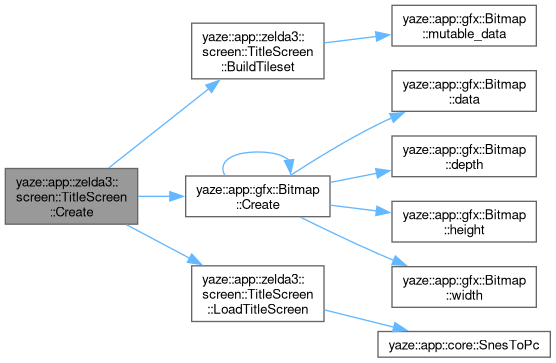 yaze::app::zelda3::
screen::TitleScreen
::Create
yaze::app::zelda3::
screen::TitleScreen
::BuildTileset
yaze::app::gfx::Bitmap
::mutable_data
yaze::app::gfx::Bitmap
::Create
yaze::app::gfx::Bitmap
::data
yaze::app::gfx::Bitmap
::depth
yaze::app::gfx::Bitmap
::height
yaze::app::gfx::Bitmap
::width
yaze::app::zelda3::
screen::TitleScreen
::LoadTitleScreen
yaze::app::core::SnesToPc